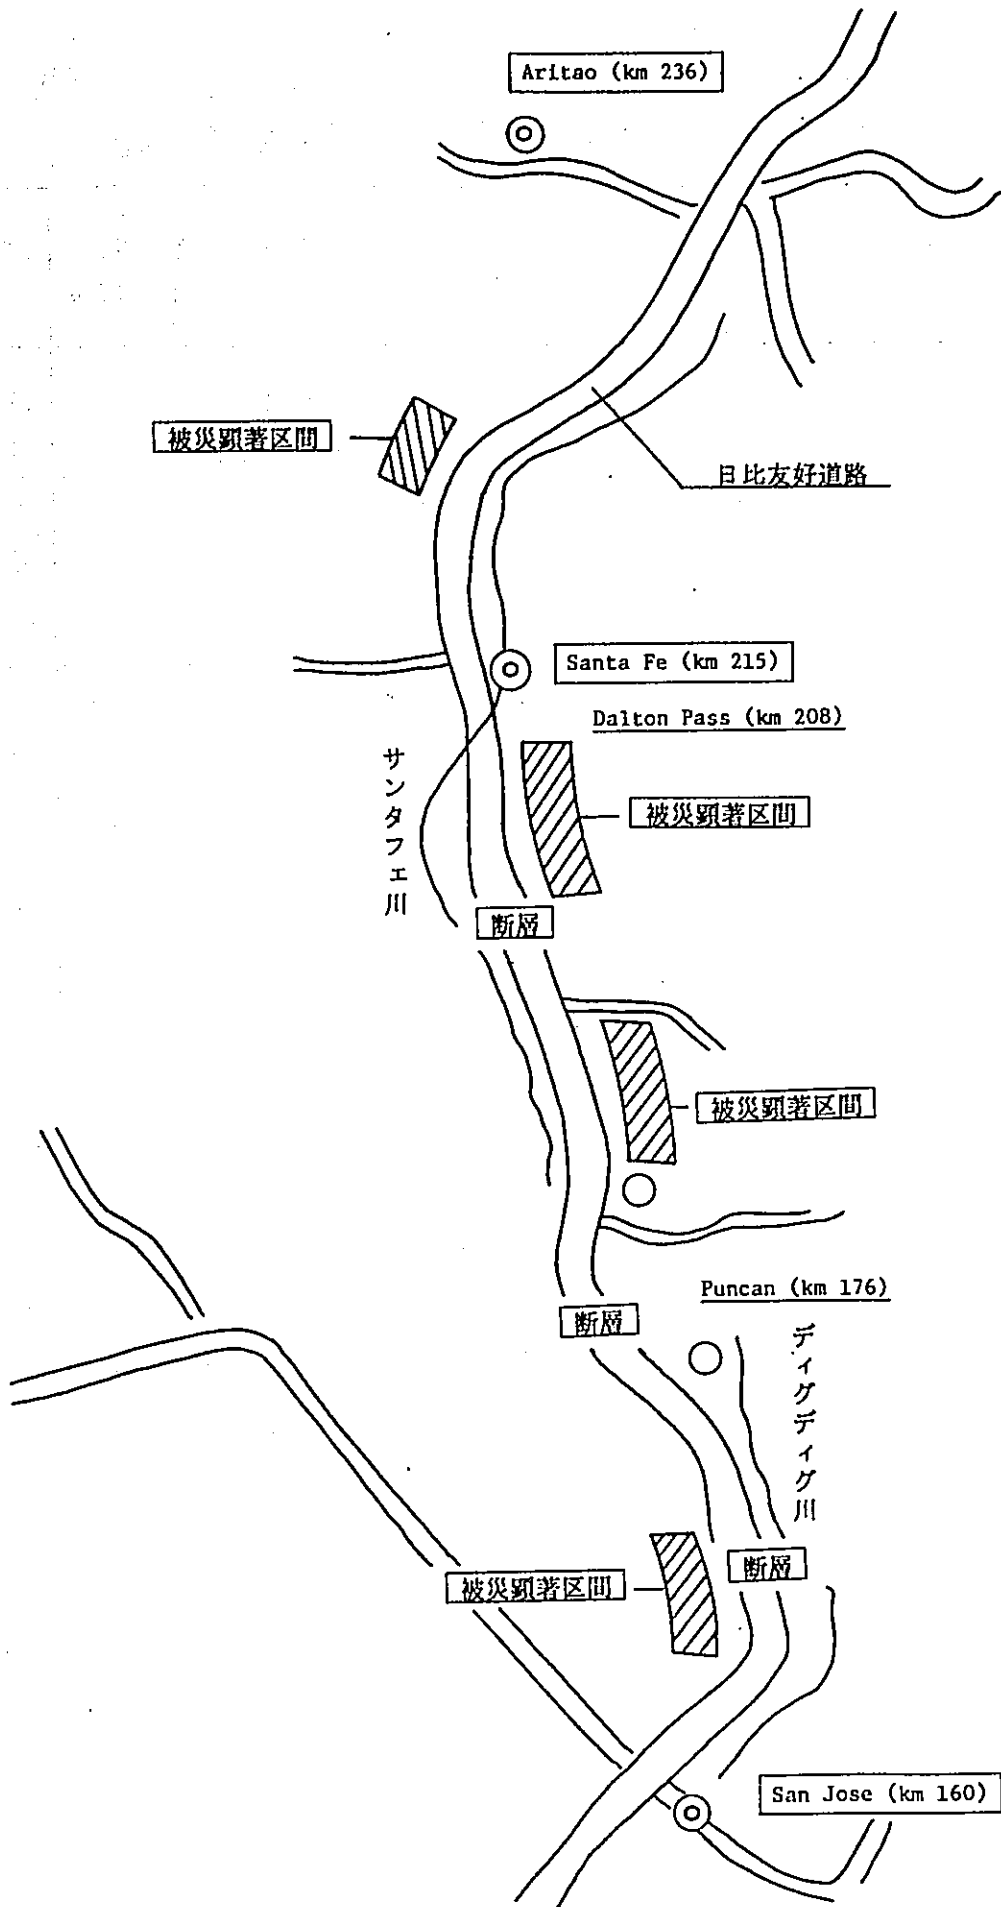 Aritao (km 236)
被災顕著区間
日比友好道路
Santa Fe (km 215)
Dalton Pass (km 208)
サンタフェ川
被災顕著区間
断層
被災顕著区間
Puncan (km 176)
断層
ディグディグ川
断層
被災顕著区間
San Jose (km 160)